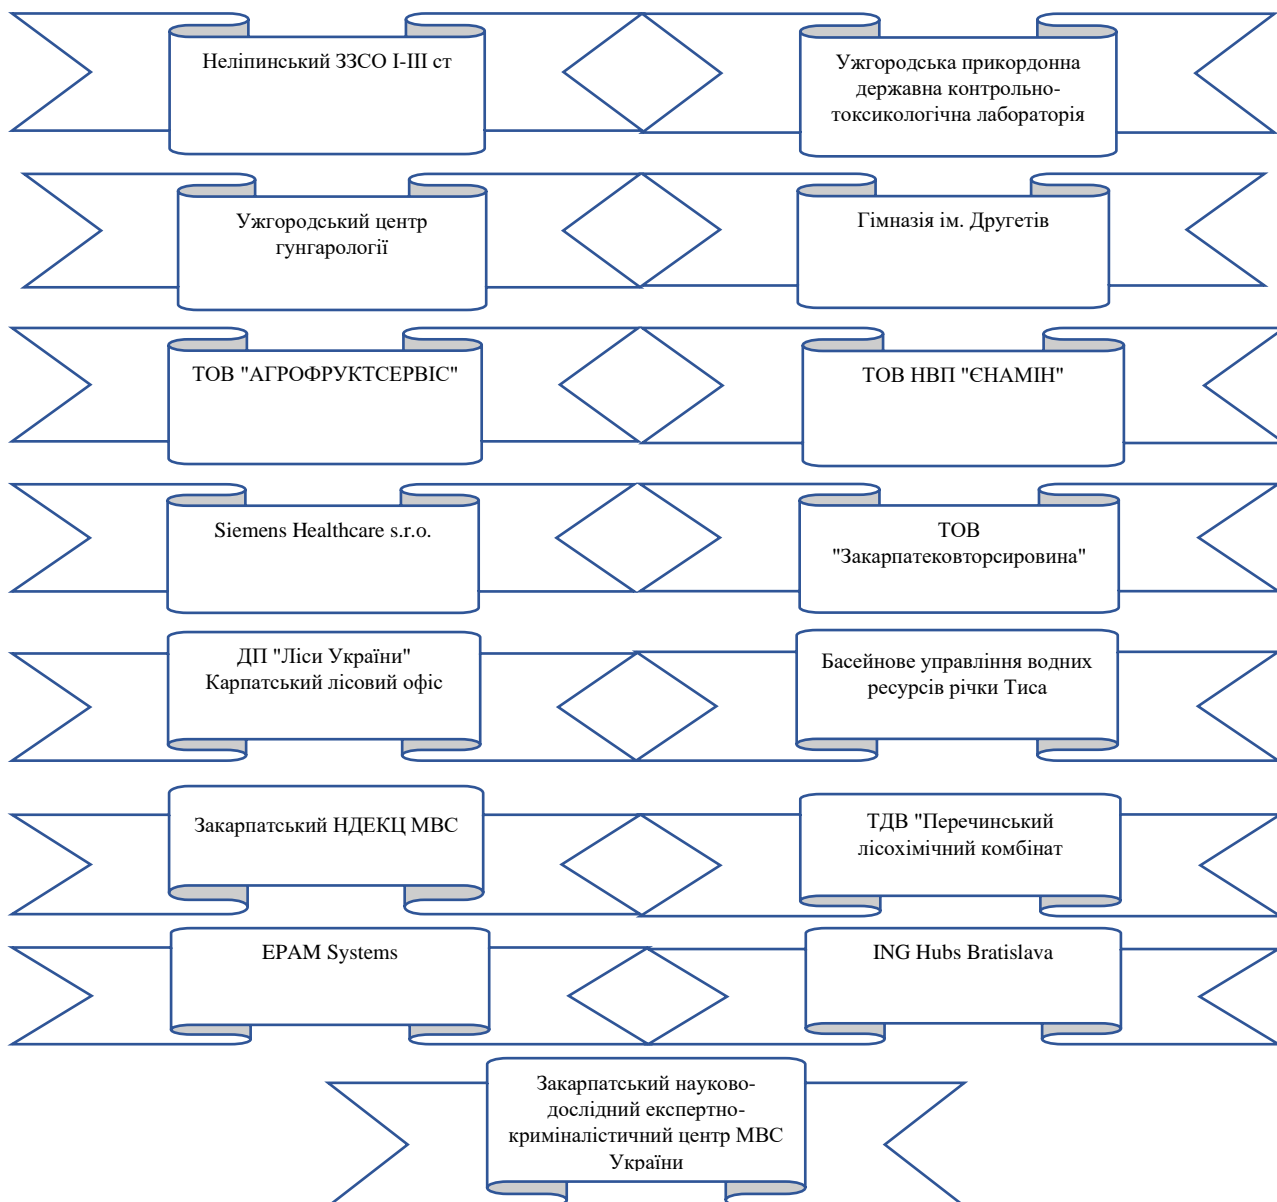 Неліпинський ЗЗСО І-ІІІ ст
Ужгородська прикордонна
державна контрольно-
токсикологічна лабораторія
Ужгородський центр
гунгарології
Гімназія ім. Другетів
ТОВ "АГРОФРУКТСЕРВІС"
ТОВ НВП "ЄНАМІН"
Siemens Healthcare s.r.o.
ТОВ
"Закарпатековторсировина"
ДП "Ліси України"
Карпатський лісовий офіс
Басейнове управління водних
ресурсів річки Тиса
Закарпатський НДЕКЦ МВС
ТДВ "Перечинський
лісохімічний комбінат
EPAM Systems
ING Hubs Bratislava
Закарпатський науково-
дослідний експертно-
криміналістичний центр МВС
України